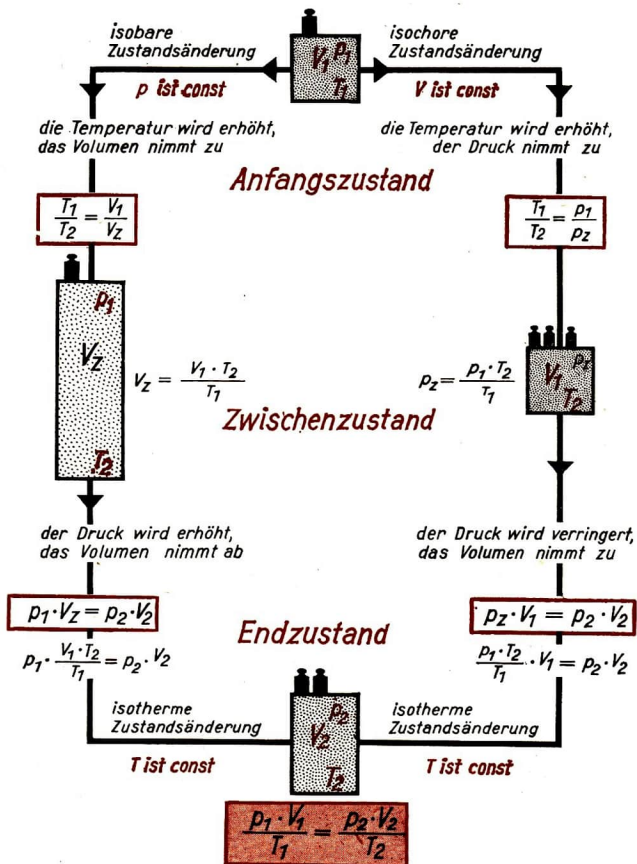 isobare
Zustandsänderung
p ist const
V₁ p₁
T₁
isochore
Zustandsänderung
V ist const
die Temperatur wird erhöht,
das Volumen nimmt zu
die Temperatur wird erhöht,
der Druck nimmt zu
Anfangszustand
T₁/T₂ = V₁/V_Z
T₁/T₂ = p₁/p_Z
p₁
V_Z
T₂
V_Z = V₁ · T₂/T₁
p_Z = p₁ · T₂/T₁
p_Z
V₁
T₂
Zwischenzustand
der Druck wird erhöht,
das Volumen nimmt ab
der Druck wird verringert,
das Volumen nimmt zu
p₁ · V_Z = p₂ · V₂
p_Z · V₁ = p₂ · V₂
Endzustand
p₁ · V₁ · T₂/T₁ = p₂ · V₂
p₁ · T₂/T₁ · V₁ = p₂ · V₂
isotherme
Zustandsänderung
T ist const
p₂
V₂
T₂
isotherme
Zustandsänderung
T ist const
p₁ · V₁/T₁ = p₂ · V₂/T₂